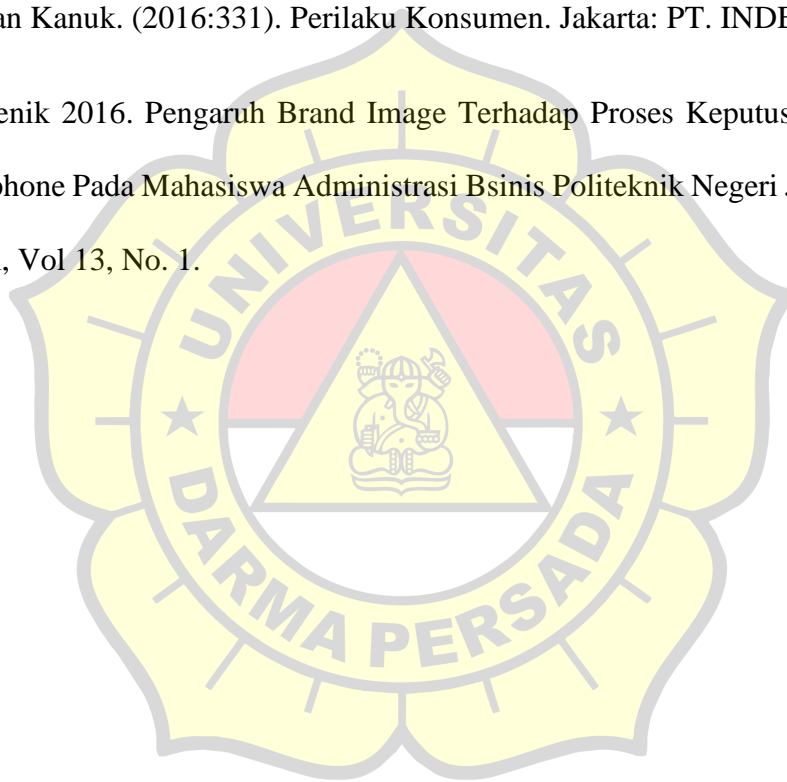 an Kanuk. (2016:331). Perilaku Konsumen. Jakarta: PT. INDE
enik 2016. Pengaruh Brand Image Terhadap Proses Keputus
phone Pada Mahasiswa Administrasi Bsinis Politeknik Negeri
, Vol 13, No. 1.
UNIVERSITAS
DARMA PERSADA